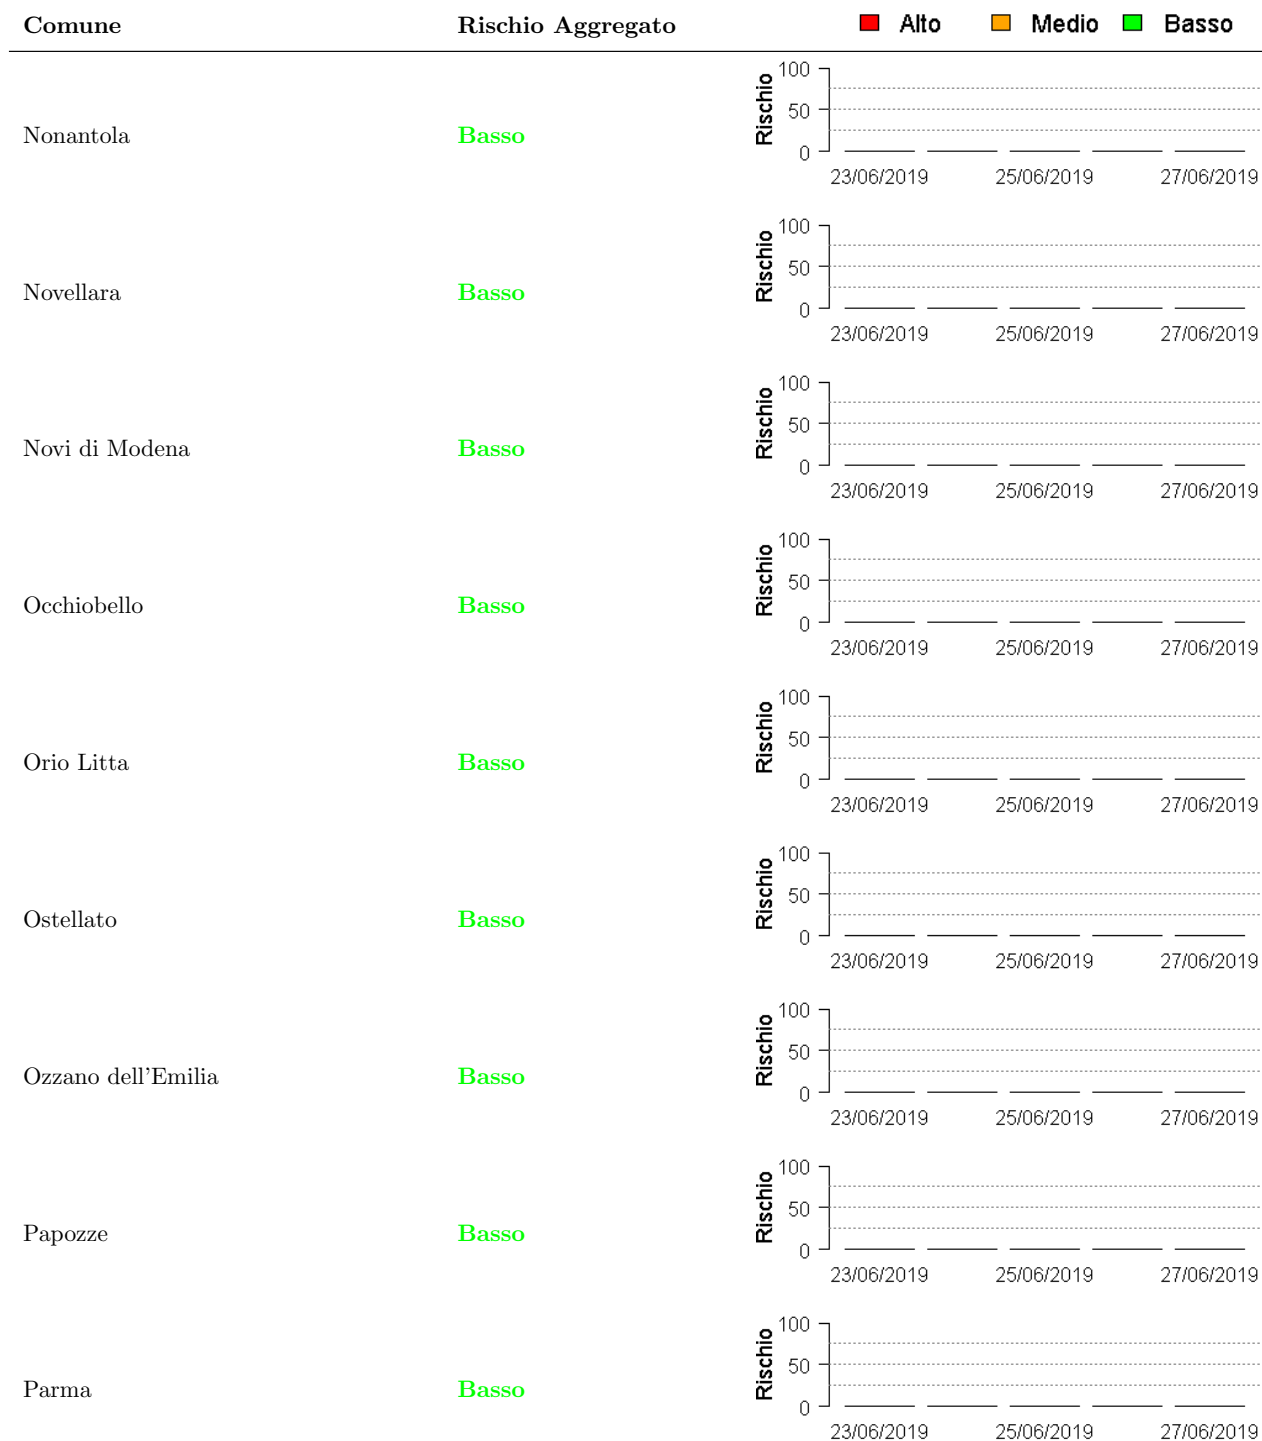 Comune Rischio Aggregato Alto Medio Basso
Nonantola Basso Rischio 100 50 0
23/06/2019 25/06/2019 27/06/2019
Novellara Basso Rischio 100 50 0
23/06/2019 25/06/2019 27/06/2019
Novi di Modena Basso Rischio 100 50 0
23/06/2019 25/06/2019 27/06/2019
Occhiobello Basso Rischio 100 50 0
23/06/2019 25/06/2019 27/06/2019
Orio Litta Basso Rischio 100 50 0
23/06/2019 25/06/2019 27/06/2019
Ostellato Basso Rischio 100 50 0
23/06/2019 25/06/2019 27/06/2019
Ozzano dell'Emilia Basso Rischio 100 50 0
23/06/2019 25/06/2019 27/06/2019
Papozze Basso Rischio 100 50 0
23/06/2019 25/06/2019 27/06/2019
Parma Basso Rischio 100 50 0
23/06/2019 25/06/2019 27/06/2019